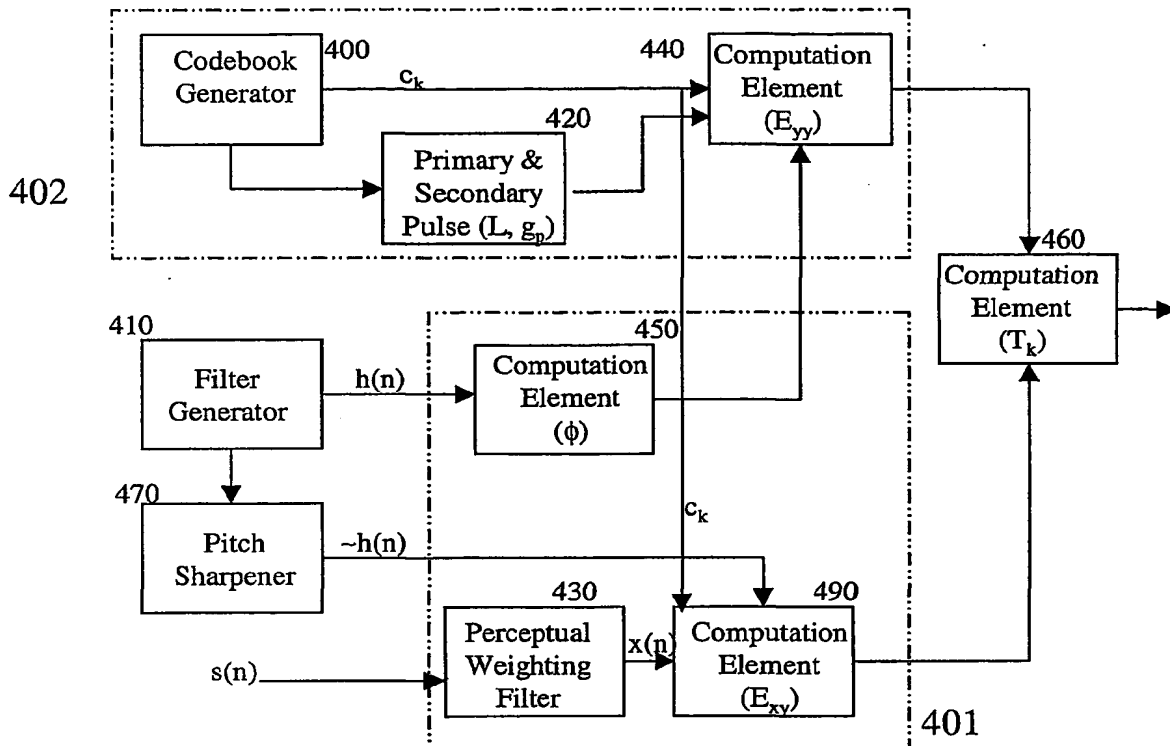 400
Codebook
Generator
c_k
440
Computation
Element
(E_yy)
420
Primary &
Secondary
Pulse (L, g_p)
402
460
Computation
Element
(T_k)
410
Filter
Generator
h(n)
450
Computation
Element
(ϕ)
470
Pitch
Sharpener
~h(n)
c_k
430
Perceptual
Weighting
Filter
s(n)
x(n)
490
Computation
Element
(E_xy)
401